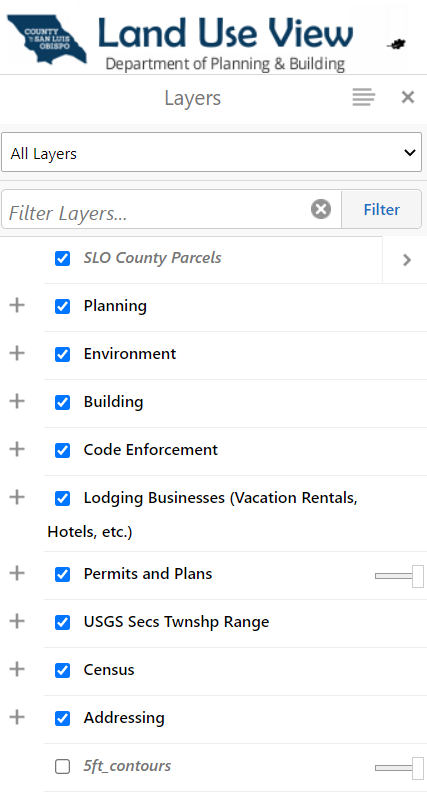 COUNTY
OF SAN LUIS
OBISPO
Land Use View
Department of Planning & Building
Layers
All Layers
Filter Layers...
Filter
SLO County Parcels
Planning
Environment
Building
Code Enforcement
Lodging Businesses (Vacation Rentals,
Hotels, etc.)
Permits and Plans
USGS Secs Twnshp Range
Census
Addressing
5ft_contours